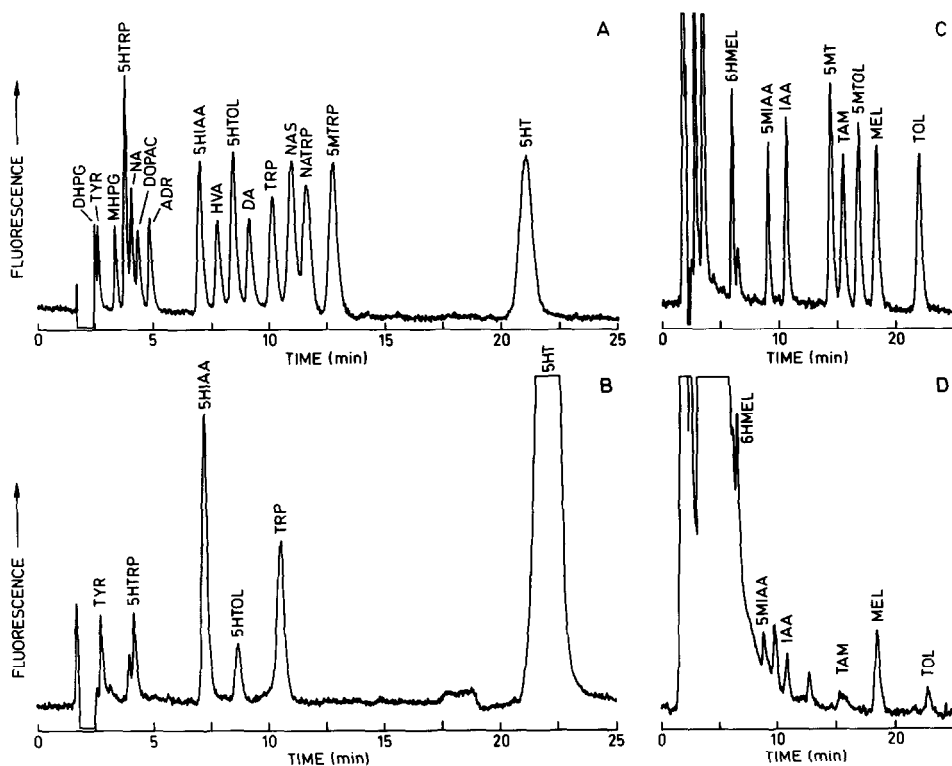 A
FLUORESCENCE
DHPG
TYR
MHPG
5HTRP
NA
DOPAC
ADR
5HIAA
HVA
5HTOL
DA
TRP
NAS
NATRP
5MTRP
5HT
0 5 10 15 20 25
TIME (min)
C
6HMEL
5MIAA
IAA
5MT
TAM
5MTOL
MEL
TOL
0 10 20
TIME (min)
B
FLUORESCENCE
TYR
5HTRP
5HIAA
5HTOL
TRP
5HT
0 5 10 15 20 25
TIME (min)
D
6HMEL
5MIAA
IAA
TAM
MEL
TOL
0 10 20
TIME (min)